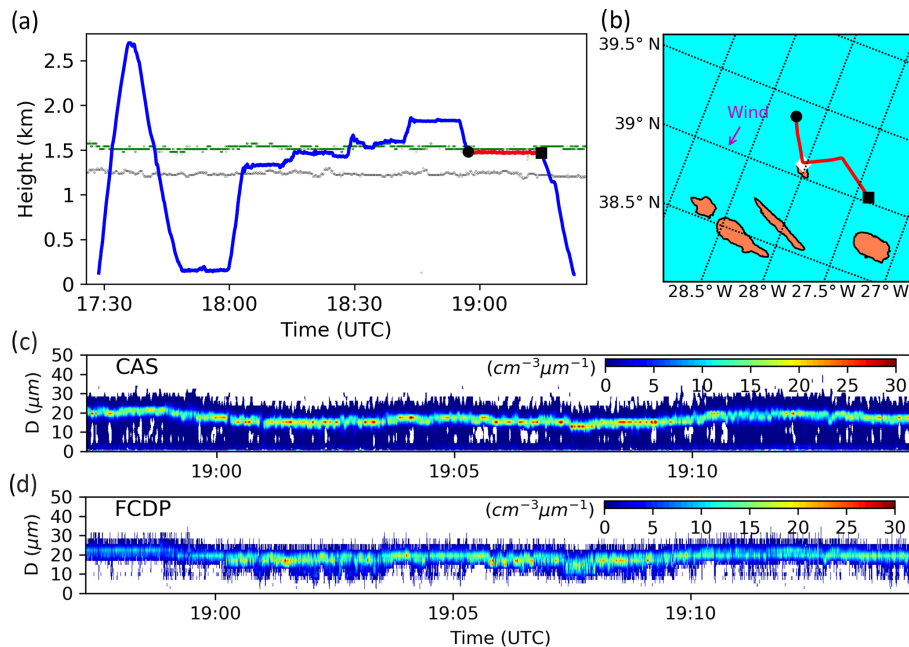 (a)
Height (km)
2.5
2.0
1.5
1.0
0.5
0
17:30 18:00 18:30 19:00
Time (UTC)
(b)
39.5° N
39° N
38.5° N
Wind
28.5° W 28° W 27.5° W 27° W
(c)
CAS
(cm⁻³μm⁻¹)
0 5 10 15 20 25 30
D (μm)
50
40
30
20
10
0
19:00 19:05 19:10
(d)
FCDP
(cm⁻³μm⁻¹)
0 5 10 15 20 25 30
D (μm)
50
40
30
20
10
0
19:00 19:05 19:10
Time (UTC)